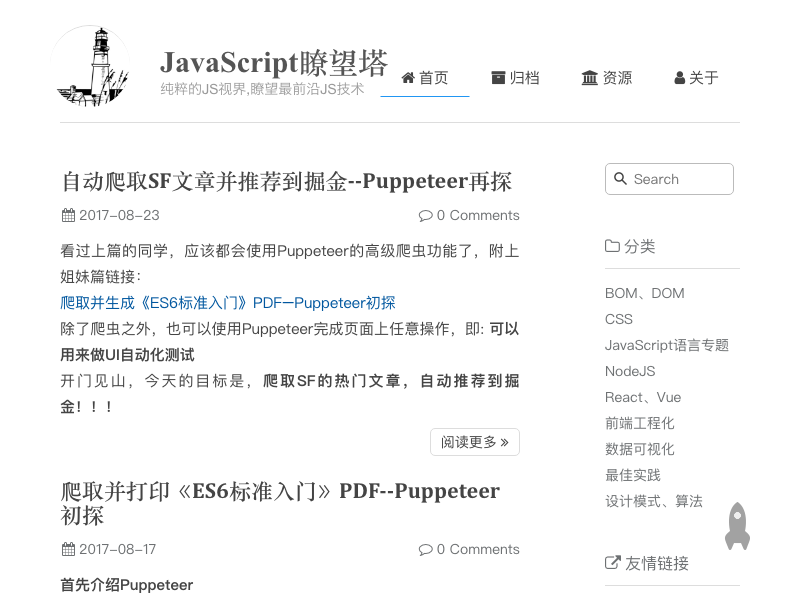 JavaScript瞭望塔
纯粹的JS视界,瞭望最前沿JS技术
首页
归档
资源
关于
自动爬取SF文章并推荐到掘金--Puppeteer再探
2017-08-23
0 Comments
看过上篇的同学，应该都会使用Puppeteer的高级爬虫功能了，附上
姐妹篇链接：
爬取并生成《ES6标准入门》PDF—Puppeteer初探
除了爬虫之外，也可以使用Puppeteer完成页面上任意操作，即: 可以
用来做UI自动化测试
开门见山，今天的目标是，爬取SF的热门文章，自动推荐到掘
金！！！
阅读更多 »
爬取并打印《ES6标准入门》PDF--Puppeteer
初探
2017-08-17
0 Comments
首先介绍Puppeteer
Search
分类
BOM、DOM
CSS
JavaScript语言专题
NodeJS
React、Vue
前端工程化
数据可视化
最佳实践
设计模式、算法
友情链接